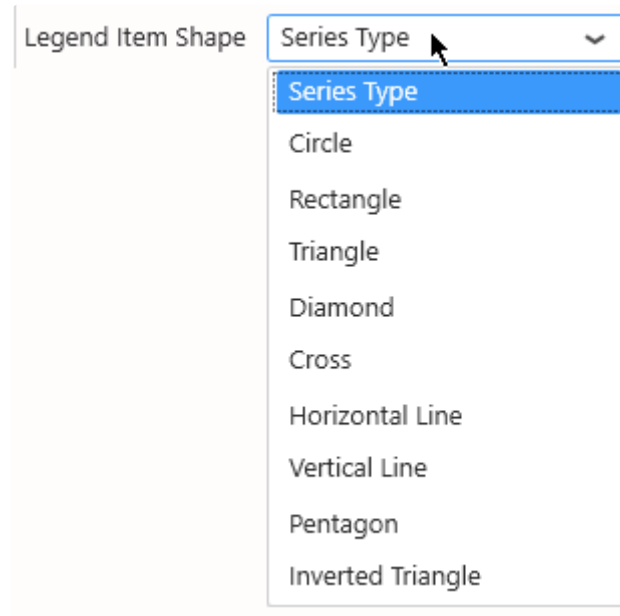 Legend Item Shape Series Type
Series Type
Circle
Rectangle
Triangle
Diamond
Cross
Horizontal Line
Vertical Line
Pentagon
Inverted Triangle